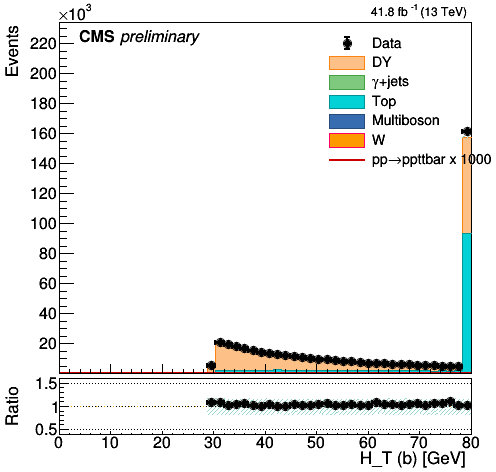 ×10³
41.8 fb⁻¹ (13 TeV)
Events
CMS preliminary
220
200
180
160
140
120
100
80
60
40
20
Data
DY
γ+jets
Top
Multiboson
W
pp→ppttbar x 1000
Ratio
1.5
1
0.5
0 10 20 30 40 50 60 70 80
H_T (b) [GeV]